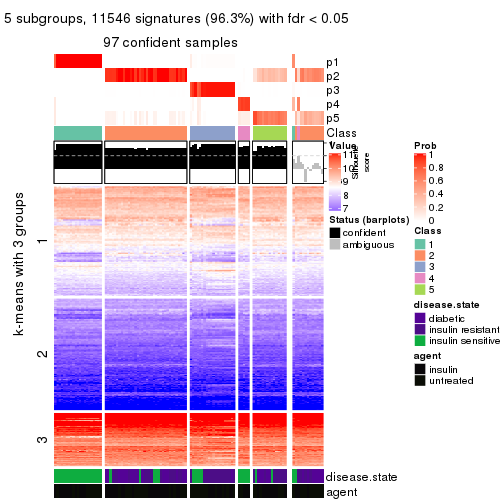 5 subgroups, 11546 signatures (96.3%) with fdr < 0.05
97 confident samples
p1
p2
p3
p4
p5
Class
Silhouette
score
k-means with 3 groups
1
2
3
disease.state
agent
Value
11
10
9
8
7
Status (barplots)
confident
ambiguous
Prob
1
0.8
0.6
0.4
0.2
0
Class
1
2
3
4
5
disease.state
diabetic
insulin resistant
insulin sensitive
agent
insulin
untreated